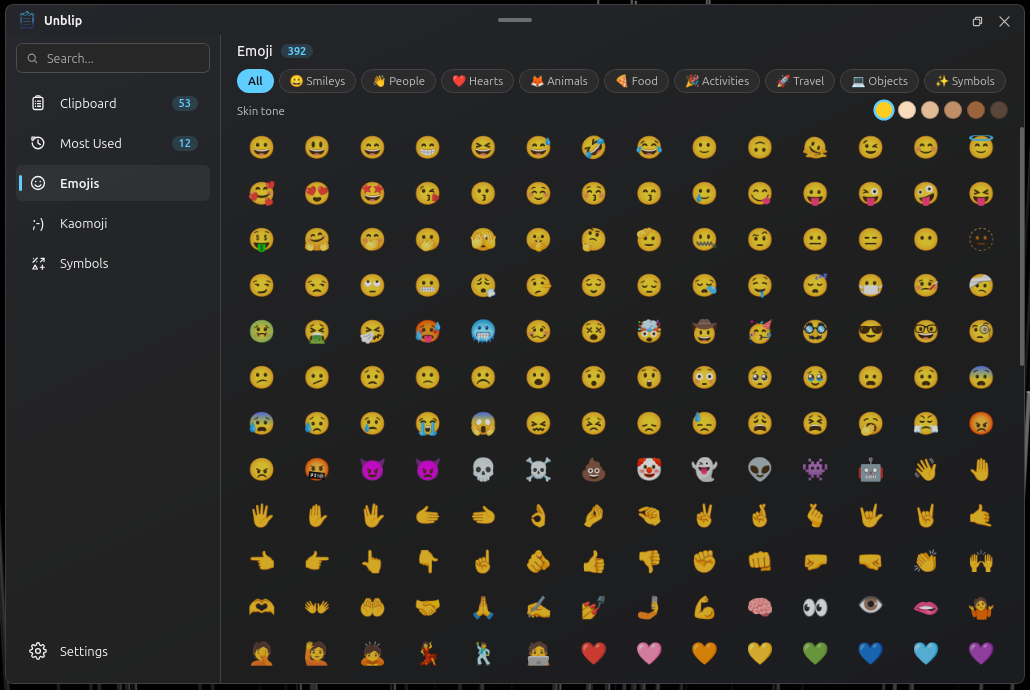 Unblip
Search...
Clipboard 53
Most Used 12
Emojis
;-) Kaomoji
Symbols
Settings
Emoji 392
All
Smileys
People
Hearts
Animals
Food
Activities
Travel
Objects
Symbols
Skin tone